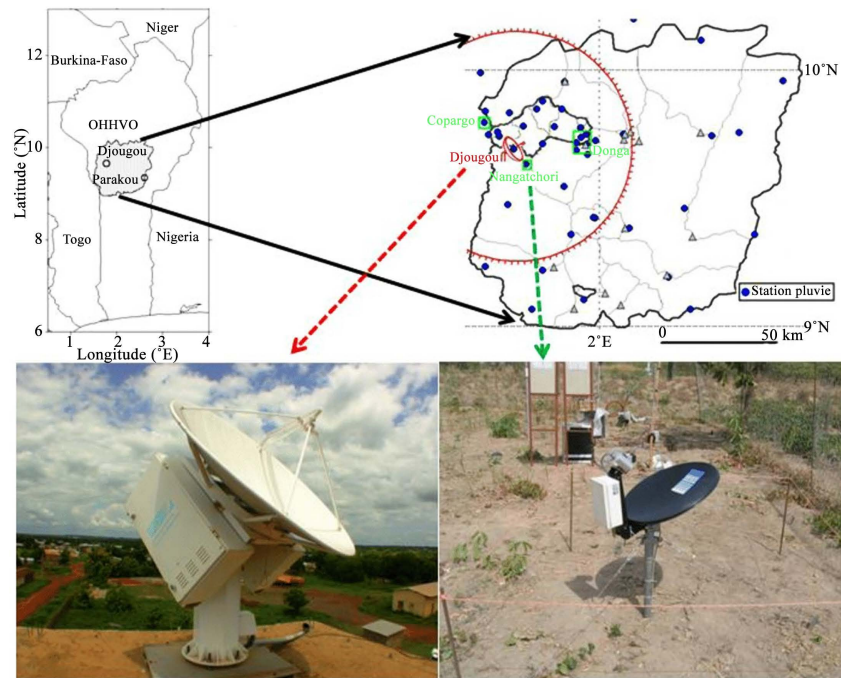 12
10
8
6
Latitude (°N)
Niger
Burkina-Faso
OHHVO
Djougou
Parakou
Togo
Nigeria
1 2 3 4
Longitude (°E)
10°N
Copargo
Djougou
Donga
Nangatchori
Station pluvie
2°E
0
50 km
9°N